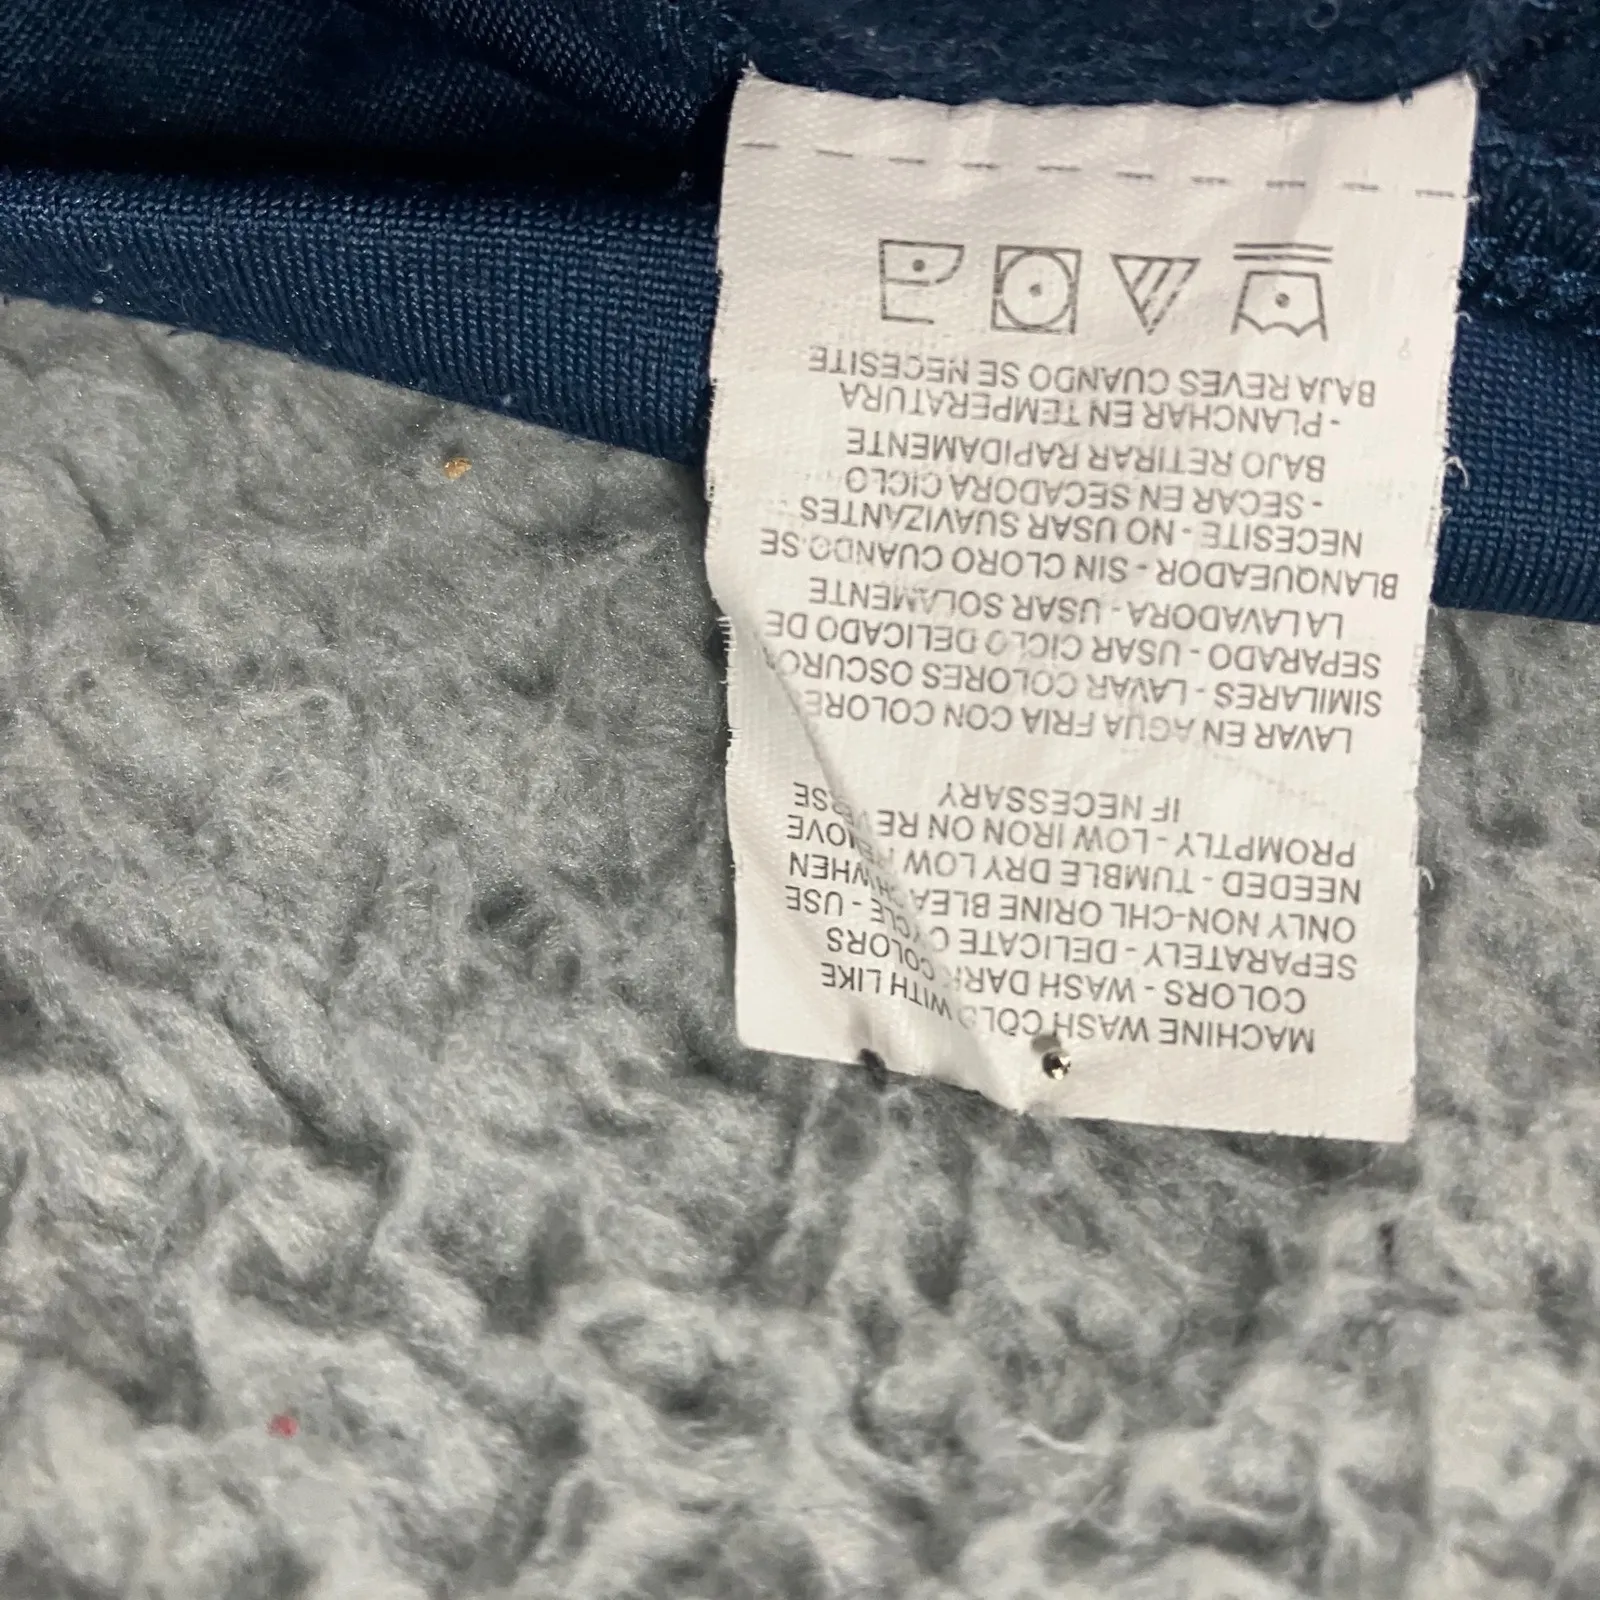 MACHINE WASH COLD WITH LIKE
COLORS - WASH DARK COLORS
SEPARATELY - DELICATE CYCLE - USE
ONLY NON-CHLORINE BLEACH WHEN
NEEDED - TUMBLE DRY LOW REMOVE
PROMPTLY - LOW IRON ON REVERSE
IF NECESSARY
LAVAR EN AGUA FRIA CON COLORE
SIMILARES - LAVAR COLORES OSCUROS
SEPARADO - USAR CICLO DELICADO DE
LA LAVADORA - USAR SOLAMENTE
BLANQUEADOR - SIN CLORO CUANDO SE
NECESITE - NO USAR SUAVIZANTES
- SECAR EN SECADORA CICLO
BAJO RETIRAR RAPIDAMENTE
- PLANCHAR EN TEMPERATURA
BAJA REVES CUANDO SE NECESITE